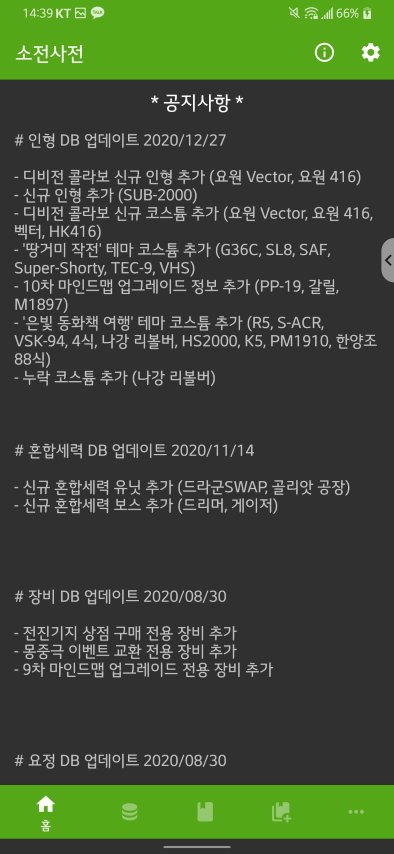 14:39 KT 66%
소전사전
* 공지사항 *
# 인형 DB 업데이트 2020/12/27
- 디비전 콜라보 신규 인형 추가 (요원 Vector, 요원 416)
- 신규 인형 추가 (SUB-2000)
- 디비전 콜라보 신규 코스튬 추가 (요원 Vector, 요원 416,
벡터, HK416)
- '땅거미 작전' 테마 코스튬 추가 (G36C, SL8, SAF,
Super-Shorty, TEC-9, VHS)
- 10차 마인드맵 업그레이드 정보 추가 (PP-19, 갈릴,
M1897)
- '은빛 동화책 여행' 테마 코스튬 추가 (R5, S-ACR,
VSK-94, 4식, 나강 리볼버, HS2000, K5, PM1910, 한양조
88식)
- 누락 코스튬 추가 (나강 리볼버)
# 혼합세력 DB 업데이트 2020/11/14
- 신규 혼합세력 유닛 추가 (드라군SWAP, 골리앗 공장)
- 신규 혼합세력 보스 추가 (드리머, 게이저)
# 장비 DB 업데이트 2020/08/30
- 전진기지 상점 구매 전용 장비 추가
- 몽중극 이벤트 교환 전용 장비 추가
- 9차 마인드맵 업그레이드 전용 장비 추가
# 요정 DB 업데이트 2020/08/30
홈